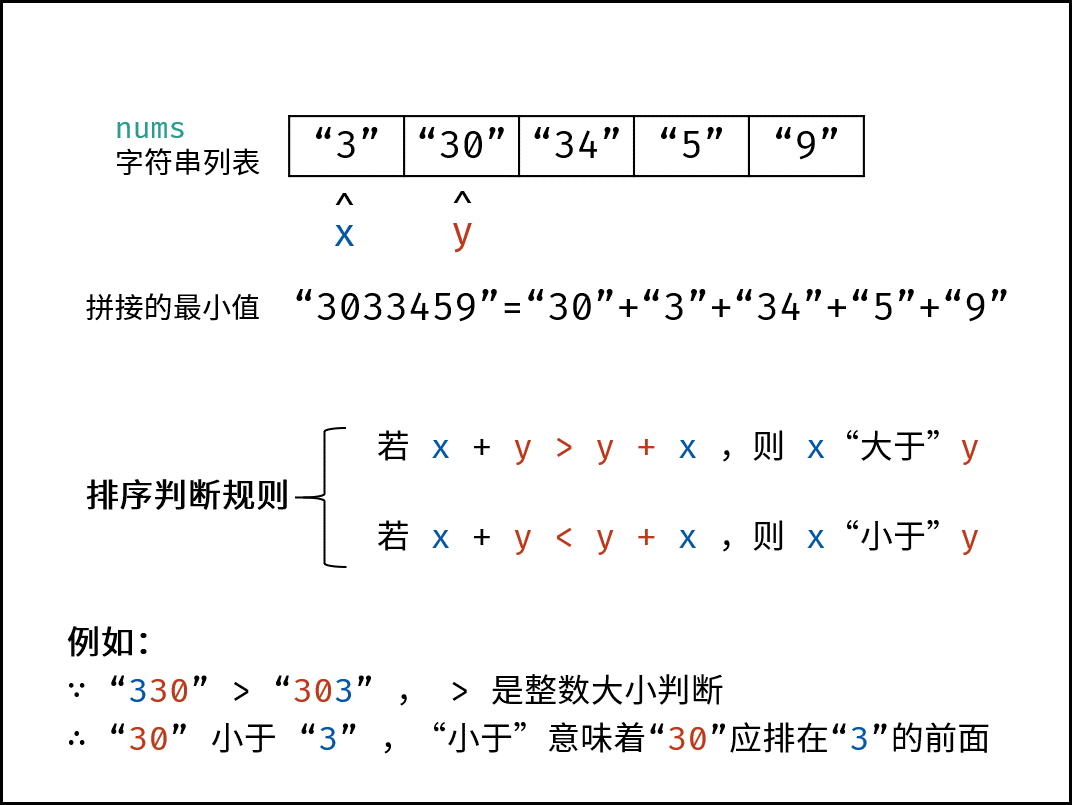 nums
字符串列表
“3” “30” “34” “5” “9”
^ ^
x y
拼接的最小值 “3033459”=“30”+“3”+“34”+“5”+“9”
若 x + y > y + x ，则 x “大于” y
排序判断规则
若 x + y < y + x ，则 x “小于” y
例如：
∵ “330” > “303” ， > 是整数大小判断
∴ “30” 小于 “3” ，“小于” 意味着“30”应排在“3”的前面